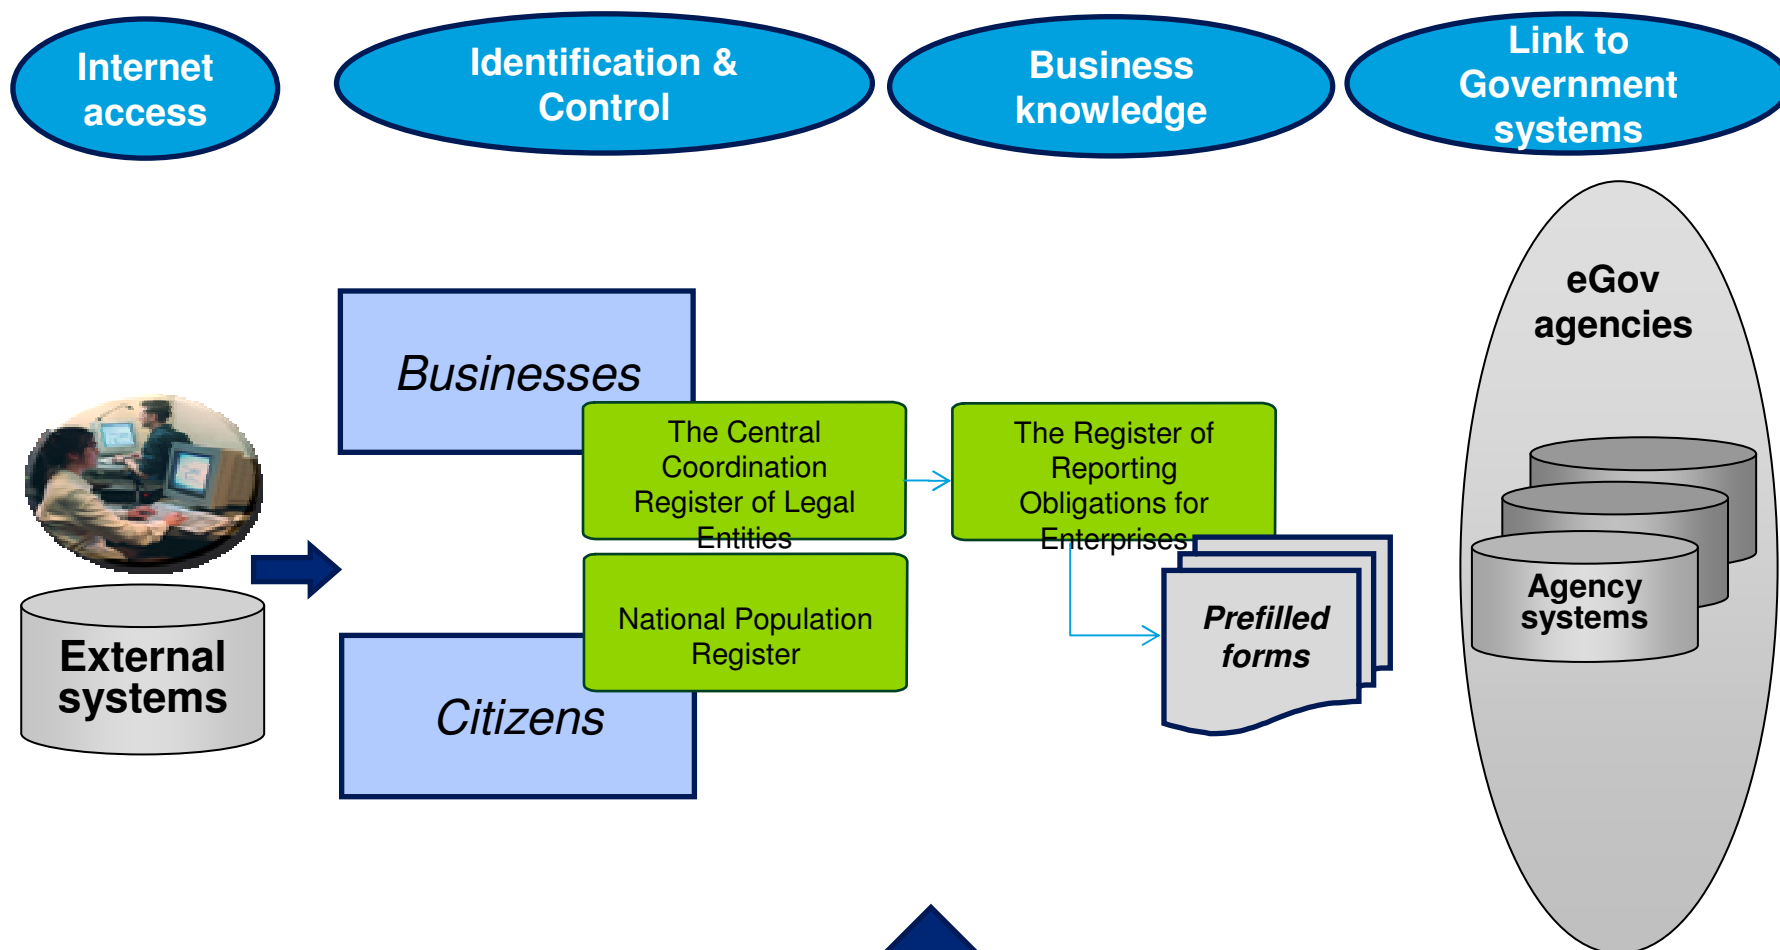 Internet
access
Identification &
Control
Business
knowledge
Link to
Government
systems
eGov
agencies
Businesses
The Central
Coordination
Register of Legal
Entities
The Register of
Reporting
Obligations for
Enterprises
National Population
Register
Prefilled
forms
Agency
systems
External
systems
Citizens